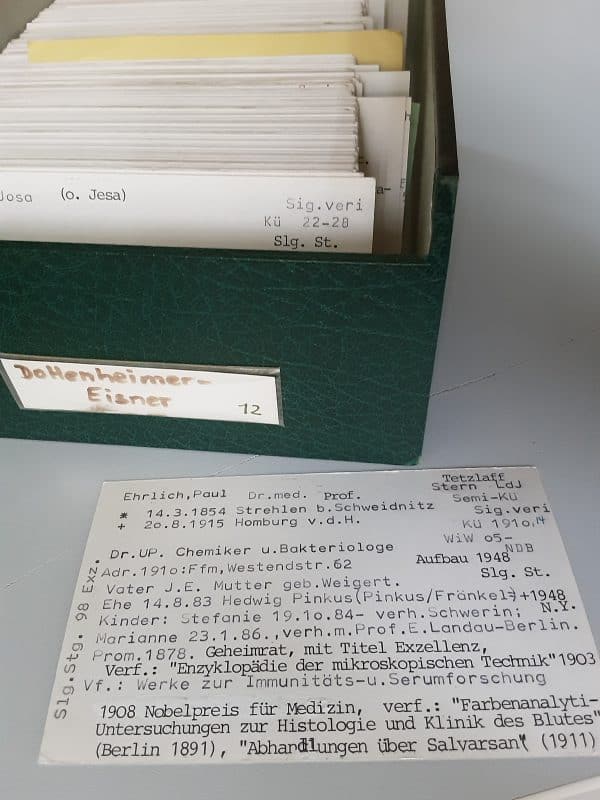 Josa (o. Jesa)
Sig.veri
Kü 22-28
Slg. St.
a-
Dottenheimer-
Eisner
12
Ehrlich,Paul Dr.med. Prof.
* 14.3.1854 Strehlen b.Schweidnitz
+ 2o.8.1915 Homburg v.d.H.
Tetzlaff
Stern LdJ
Semi-Kü
Sig.veri
Kü 191o,14
WiW o5-
NDB
Aufbau 1948
Slg. St.
Dr.UP. Chemiker u.Bakteriologe
Adr.191o:Ffm,Westendstr.62
Vater J.E. Mutter geb.Weigert.
Ehe 14.8.83 Hedwig Pinkus(Pinkus/Fränkel)+1948
N.Y.
Kinder: Stefanie 19.1o.84- verh.Schwerin;
Marianne 23.1.86.,verh.m.Prof.E.Landau-Berlin.
Prom.1878. Geheimrat, mit Titel Exzellenz,
Verf.: "Enzyklopädie der mikroskopischen Technik"1903
Vf.: Werke zur Immunitäts-u.Serumforschung
1908 Nobelpreis für Medizin, verf.: "Farbenanalyti-
Untersuchungen zur Histologie und Klinik des Blutes"
(Berlin 1891), "Abhandlungen über Salvarsan" (1911)
Slg.Stg. 98 Exz.